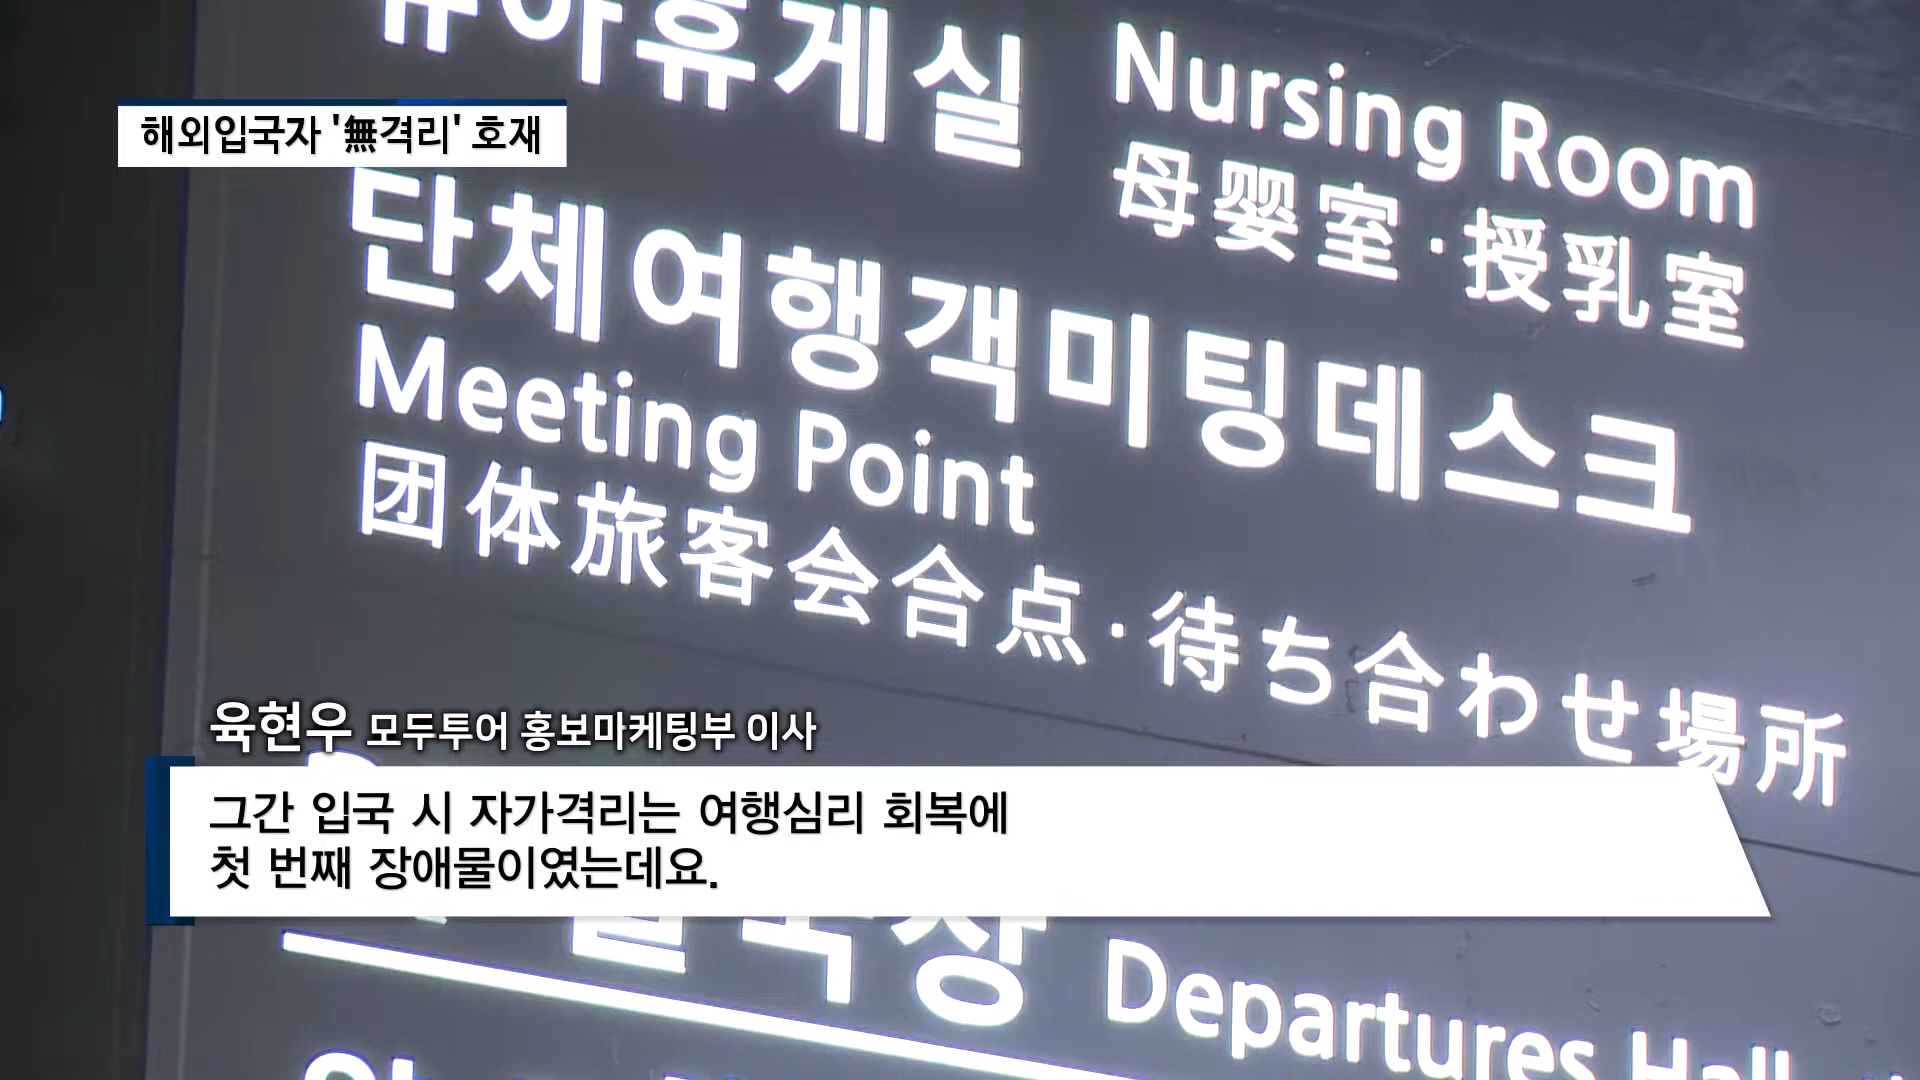 유아휴게실
Nursing Room
母婴室·授乳室
해외입국자 '無격리' 호재
단체여행객미팅데스크
Meeting Point
团体旅客会合点·待ち合わせ場所
육현우 모두투어 홍보마케팅부 이사
그간 입국 시 자가격리는 여행심리 회복에
첫 번째 장애물이였는데요.
출국장 Departures Hall